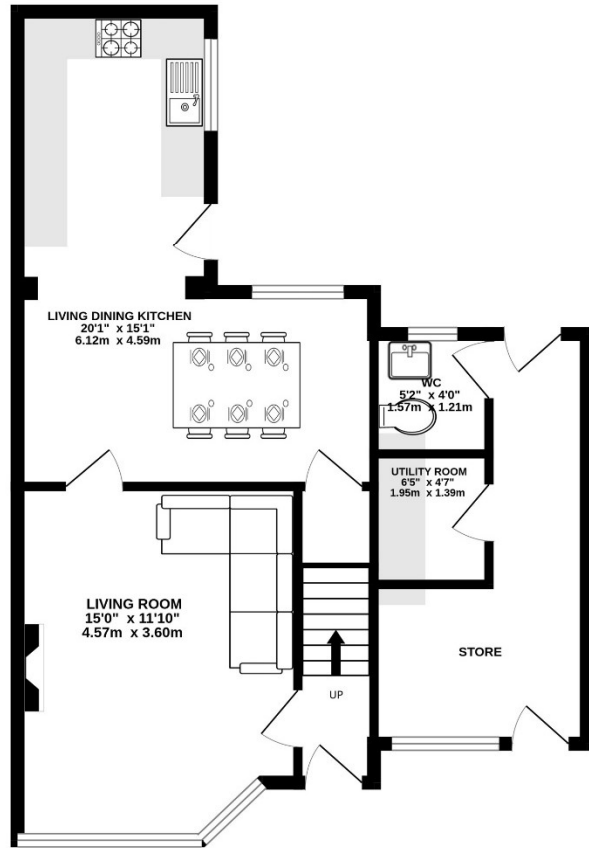 LIVING DINING KITCHEN
20'1" x 15'1"
6.12m x 4.59m
WC
5'2" x 4'0"
1.57m x 1.21m
UTILITY ROOM
6'5" x 4'7"
1.95m x 1.39m
LIVING ROOM
15'0" x 11'10"
4.57m x 3.60m
STORE
UP